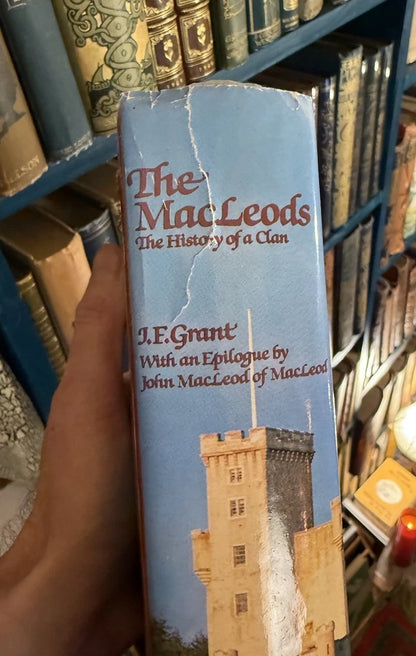 The
MacLeods
The History of a Clan
I.F. Grant
With an Epilogue by
John MacLeod of MacLeod